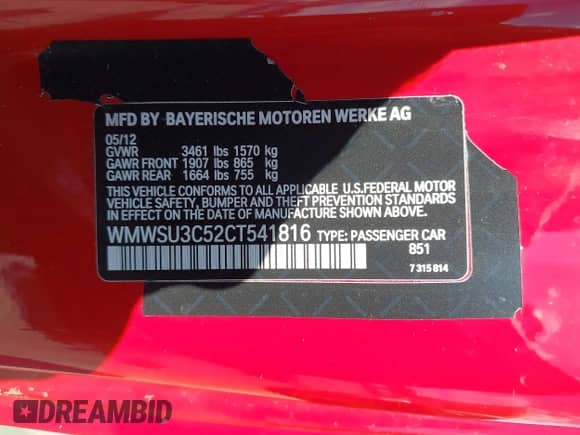 MFD BY BAYERISCHE MOTOREN WERKE AG
05/12
GVWR 3461 lbs 1570 kg
GAWR FRONT 1907 lbs 865 kg
GAWR REAR 1664 lbs 755 kg
THIS VEHICLE CONFORMS TO ALL APPLICABLE U.S.FEDERAL MOTOR
VEHICLE SAFETY, BUMPER AND THEFT PREVENTION STANDARDS
IN EFFECT ON THE DATE OF MANUFACTURE SHOWN ABOVE.
WMWSU3C52CT541816 TYPE: PASSENGER CAR
851
7 315 814
DREAMBID